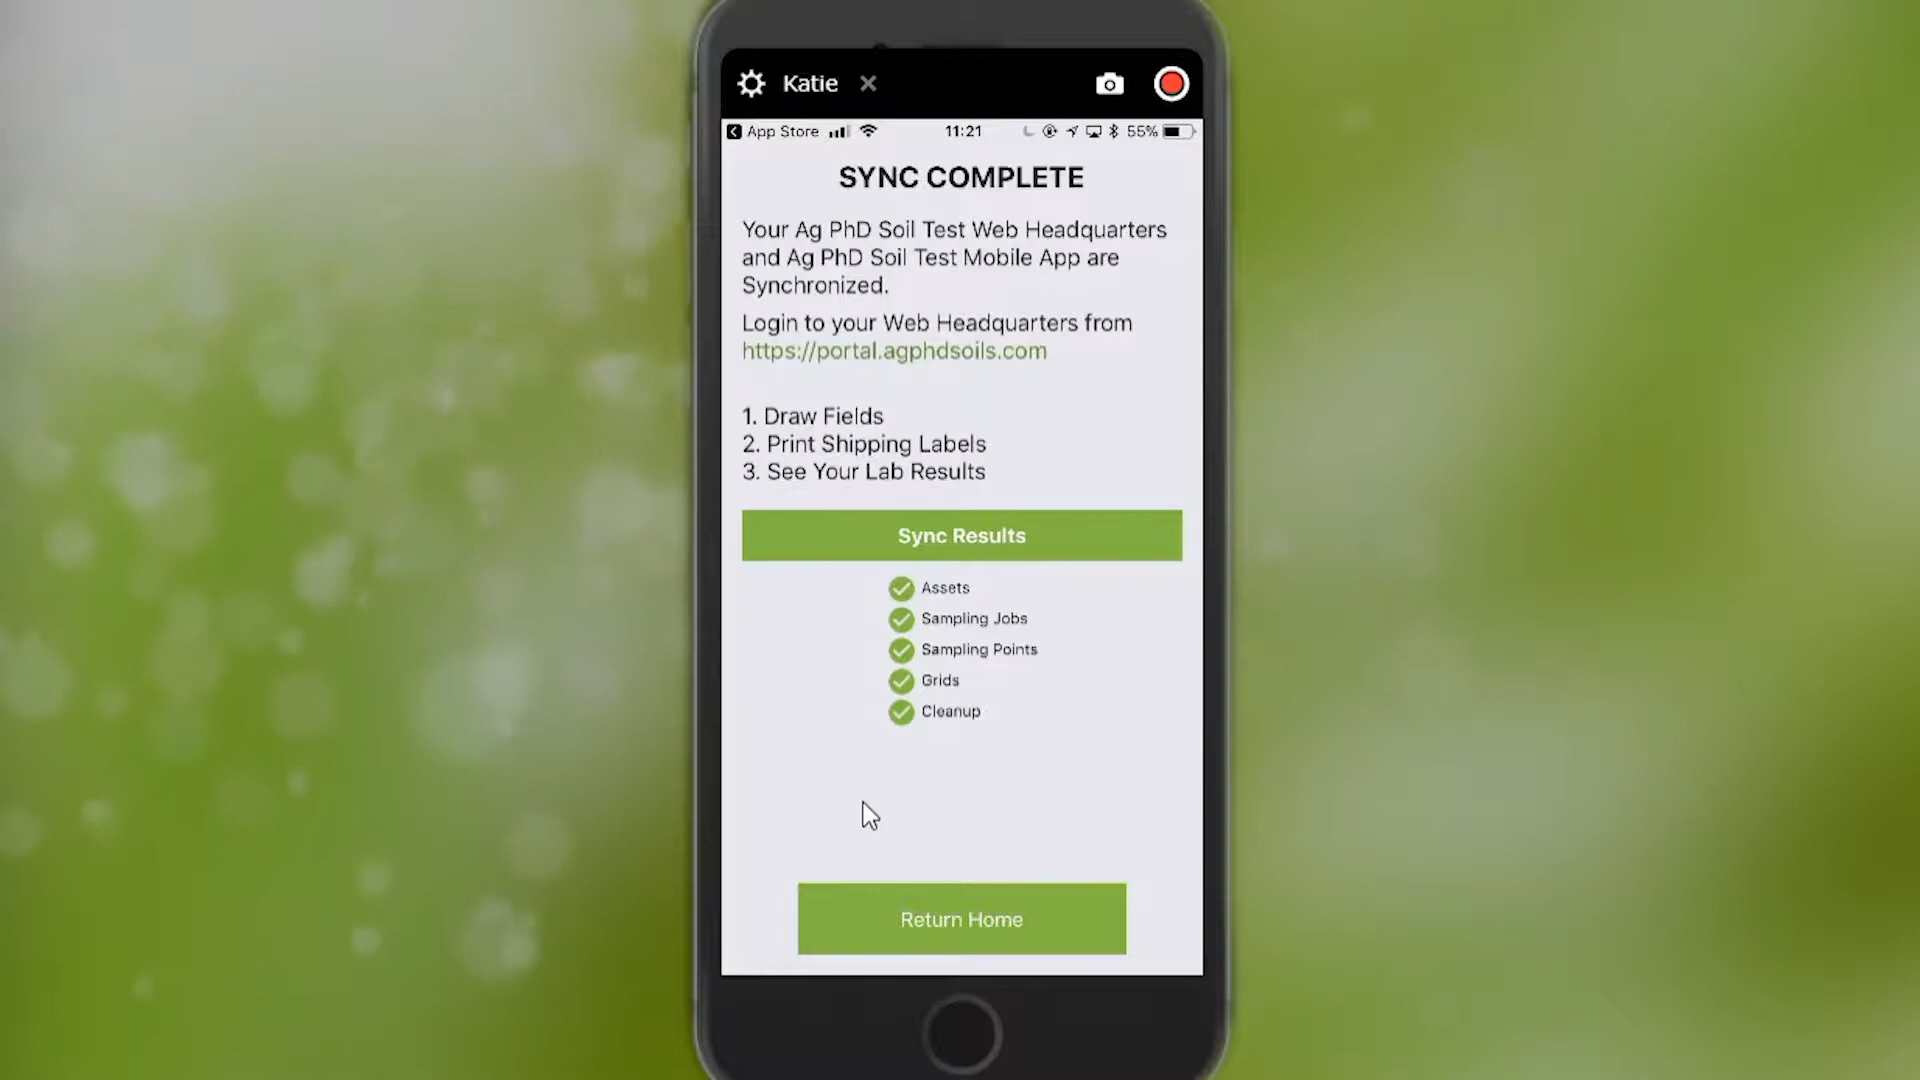 Katie
App Store 11:21 55%
SYNC COMPLETE
Your Ag PhD Soil Test Web Headquarters
and Ag PhD Soil Test Mobile App are
Synchronized.
Login to your Web Headquarters from
https://portal.agphdsoils.com
1. Draw Fields
2. Print Shipping Labels
3. See Your Lab Results
Sync Results
Assets
Sampling Jobs
Sampling Points
Grids
Cleanup
Return Home